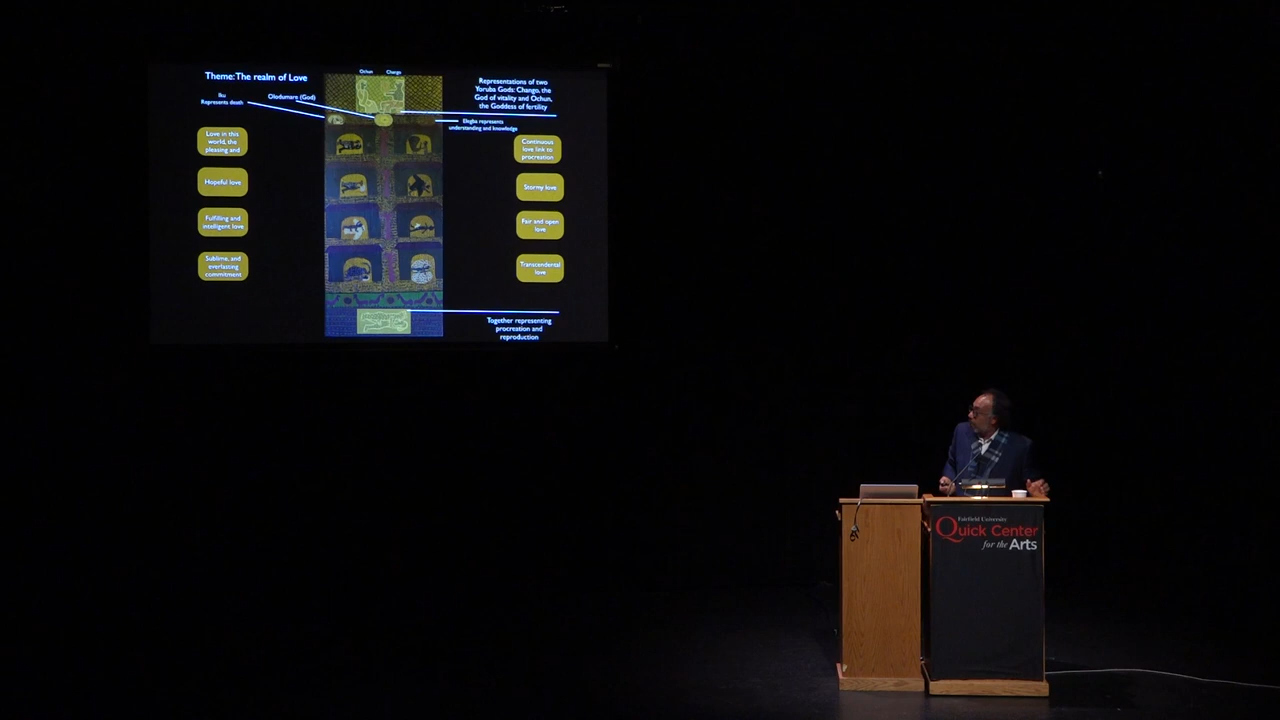 Theme: The realm of Love
Ochun
Chango
Iku
Represents death
Olodumare (God)
Representations of two
Yoruba Gods: Chango, the
God of vitality and Ochun,
the Goddess of fertility
Elegba represents
understanding and knowledge
Love in this
world, the
pleasing and
Continuous
love link to
procreation
Hopeful love
Stormy love
Fulfilling and
intelligent love
Fair and open
love
Sublime, and
everlasting
commitment
Transcendental
love
Together representing
procreation and
reproduction
Fairfield University
Quick Center
for the Arts